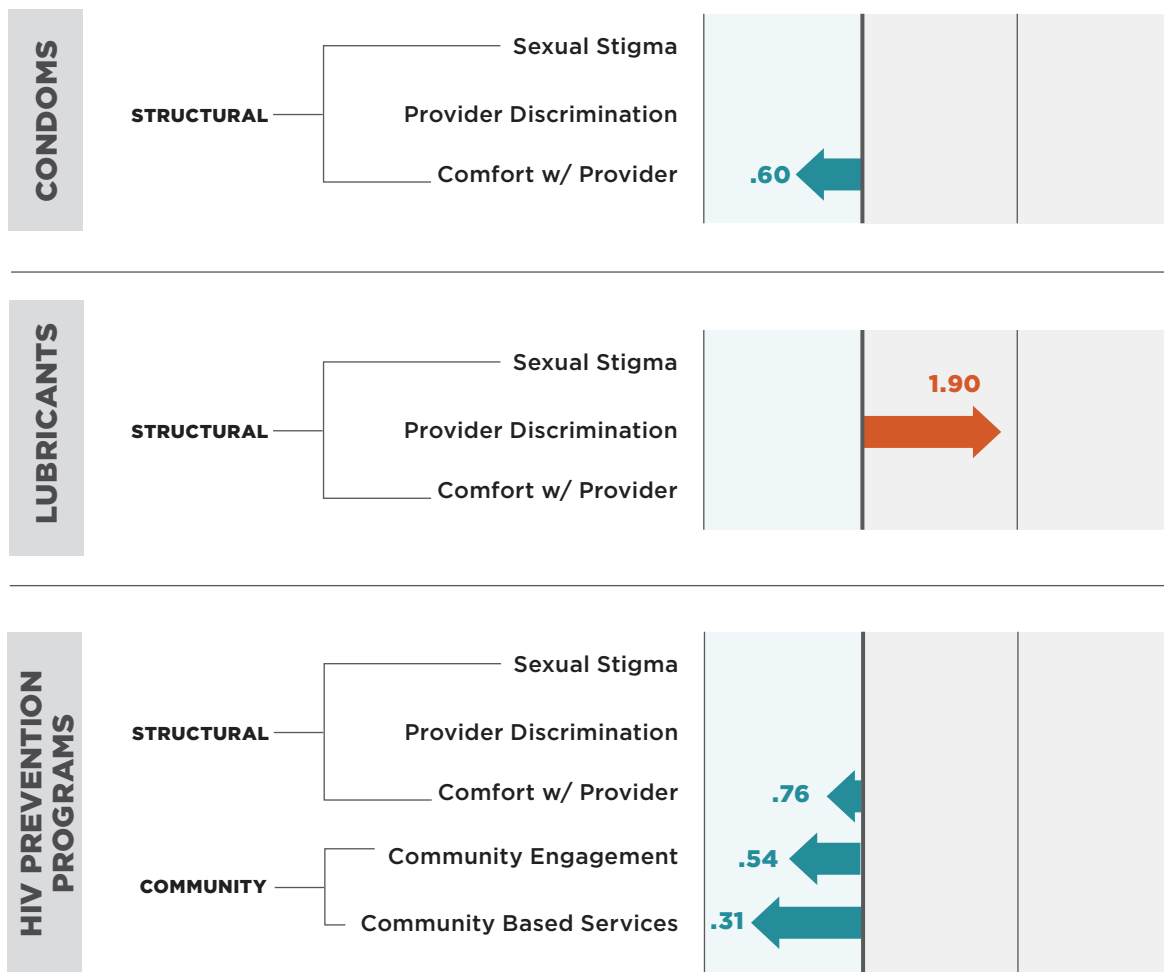 CONDOMS
STRUCTURAL
Sexual Stigma
Provider Discrimination
Comfort w/ Provider
.60
LUBRICANTS
STRUCTURAL
Sexual Stigma
1.90
Provider Discrimination
Comfort w/ Provider
HIV PREVENTION
PROGRAMS
STRUCTURAL
Sexual Stigma
Provider Discrimination
Comfort w/ Provider
.76
COMMUNITY
Community Engagement
.54
Community Based Services
.31